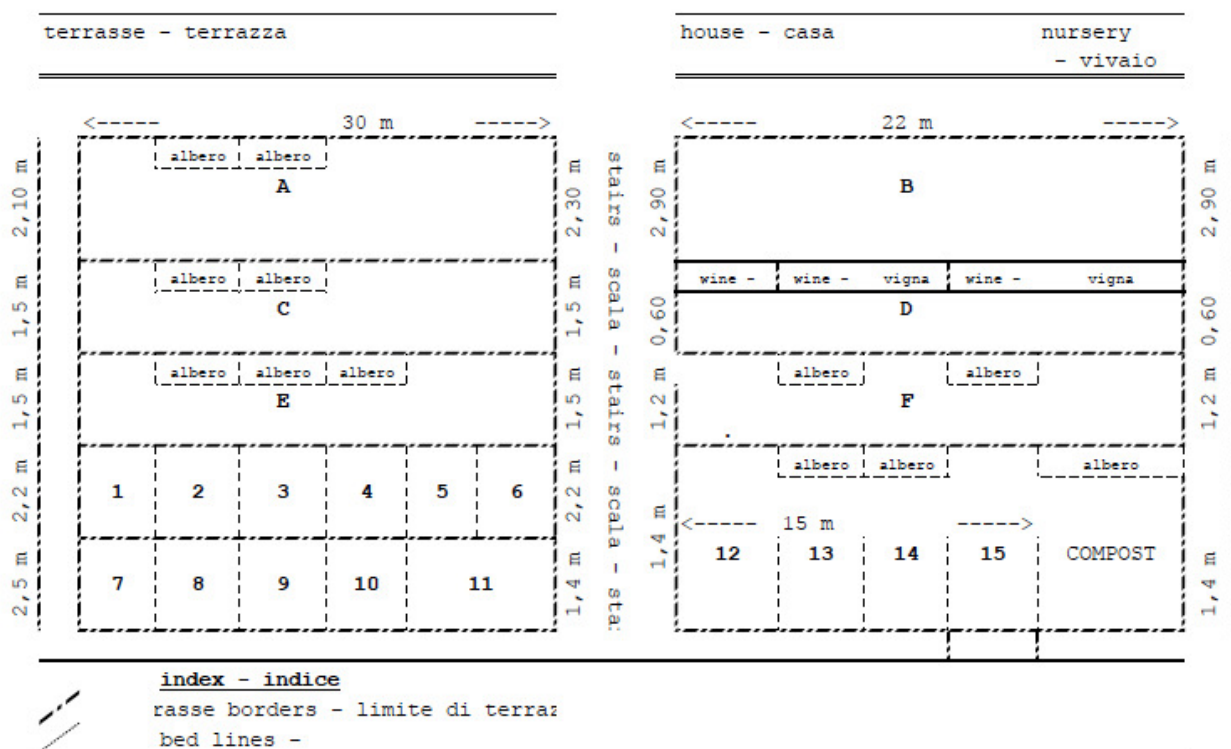 terrasse - terrazza
house - casa nursery
- vivaio
<----- 30 m ----->
<----- 22 m ----->
albero albero
A
B
2,10 m
2,30 m
stairs - scala - stairs - scala - sta
2,90 m
2,90 m
albero albero
C
wine - wine - vigna wine - vigna
D
1,5 m
1,5 m
0,60
0,60
albero albero albero
E
albero albero
F
1,5 m
1,5 m
1,2 m
1,2 m
1 2 3 4 5 6
albero albero albero
2,2 m
2,2 m
<----- 15 m ----->
7 8 9 10 11
12 13 14 15 COMPOST
2,5 m
1,4 m
1,4 m
1,4 m
index - indice
rasse borders - limite di terraz
bed lines -